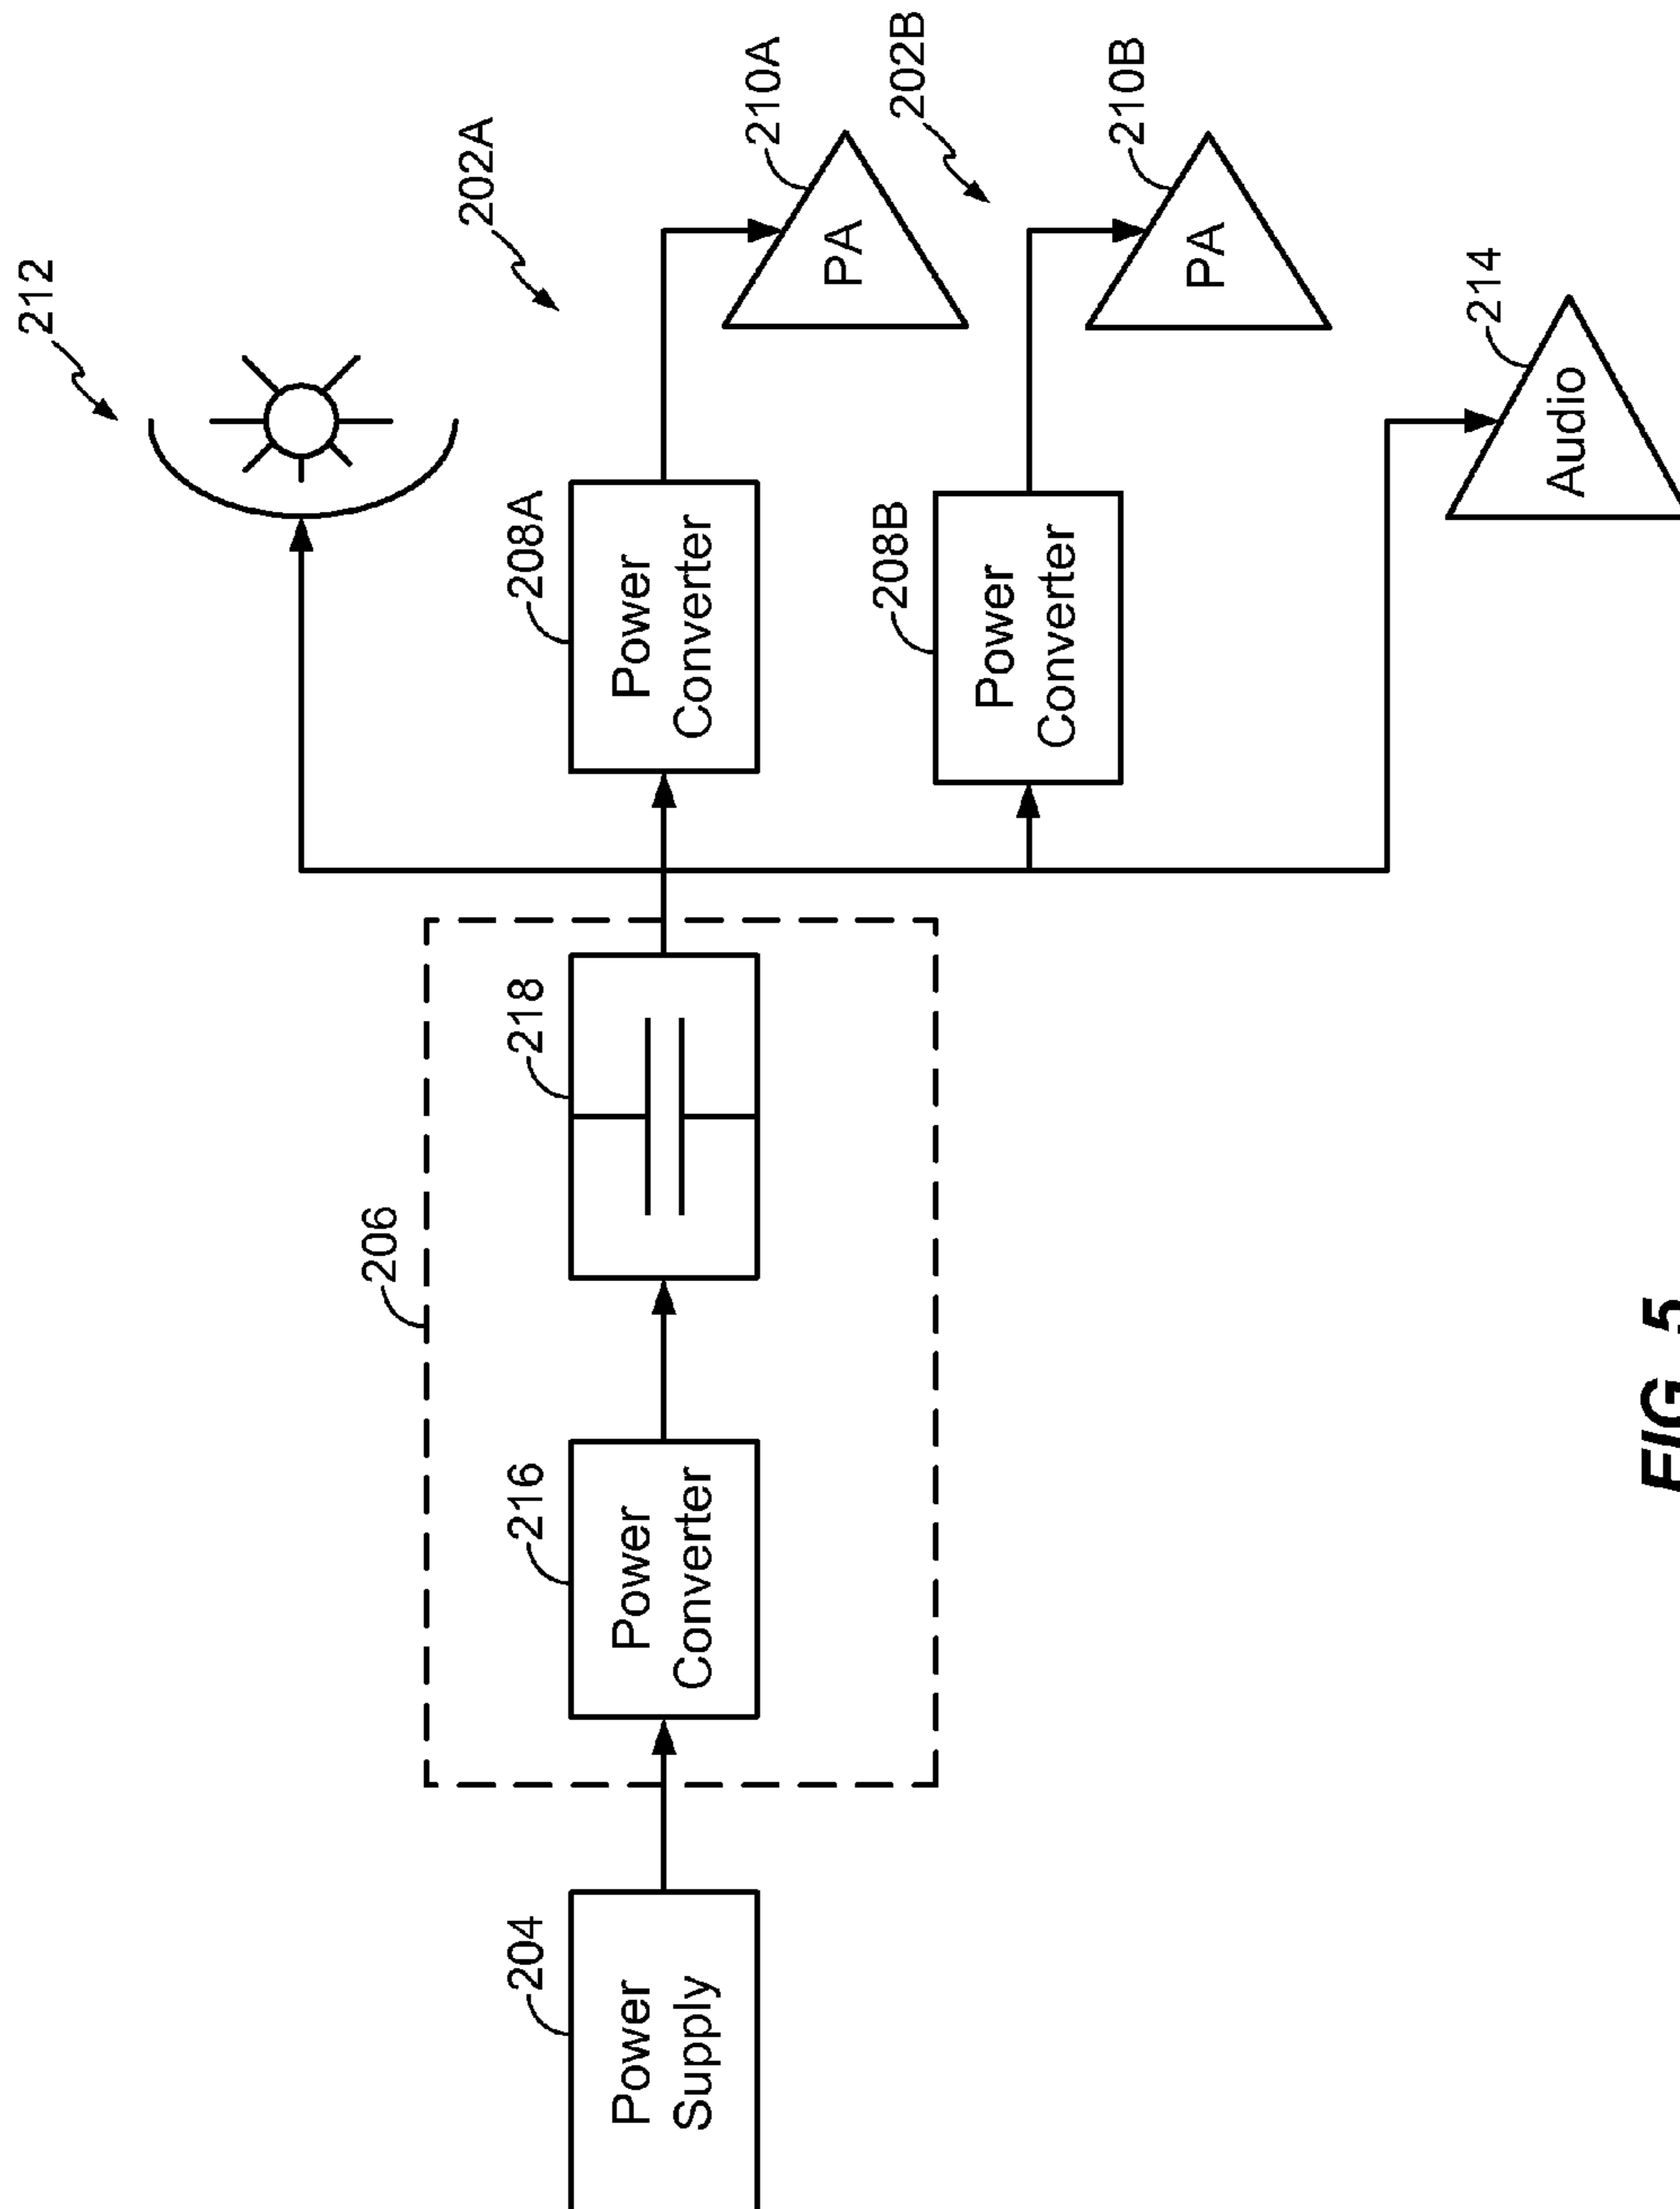 212
202A
210A
PA
208A
Power
Converter
202B
210B
PA
208B
Power
Converter
214
Audio
206
218
216
Power
Converter
204
Power
Supply
FIG. 5